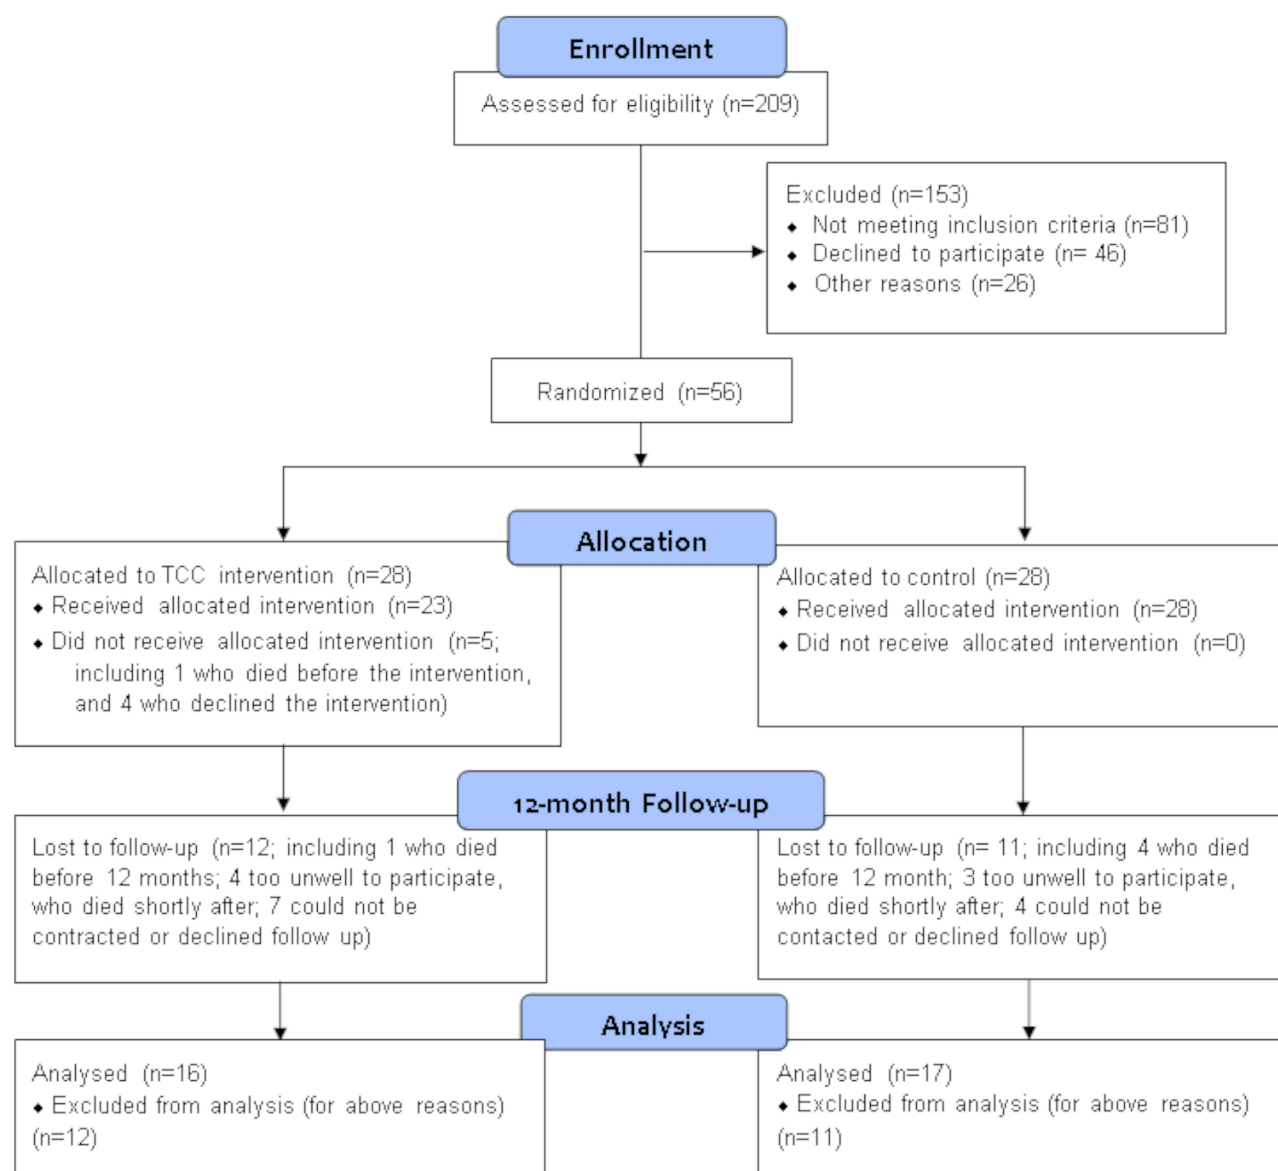 Enrollment
Assessed for eligibility (n=209)
Excluded (n=153)
⬥ Not meeting inclusion criteria (n=81)
⬥ Declined to participate (n= 46)
⬥ Other reasons (n=26)
Randomized (n=56)
Allocation
Allocated to TCC intervention (n=28)
⬥ Received allocated intervention (n=23)
⬥ Did not receive allocated intervention (n=5;
including 1 who died before the intervention,
and 4 who declined the intervention)
Allocated to control (n=28)
⬥ Received allocated intervention (n=28)
⬥ Did not receive allocated intervention (n=0)
12-month Follow-up
Lost to follow-up (n=12; including 1 who died
before 12 months; 4 too unwell to participate,
who died shortly after; 7 could not be
contracted or declined follow up)
Lost to follow-up (n= 11; including 4 who died
before 12 month; 3 too unwell to participate,
who died shortly after; 4 could not be
contacted or declined follow up)
Analysis
Analysed (n=16)
⬥ Excluded from analysis (for above reasons)
(n=12)
Analysed (n=17)
⬥ Excluded from analysis (for above reasons)
(n=11)